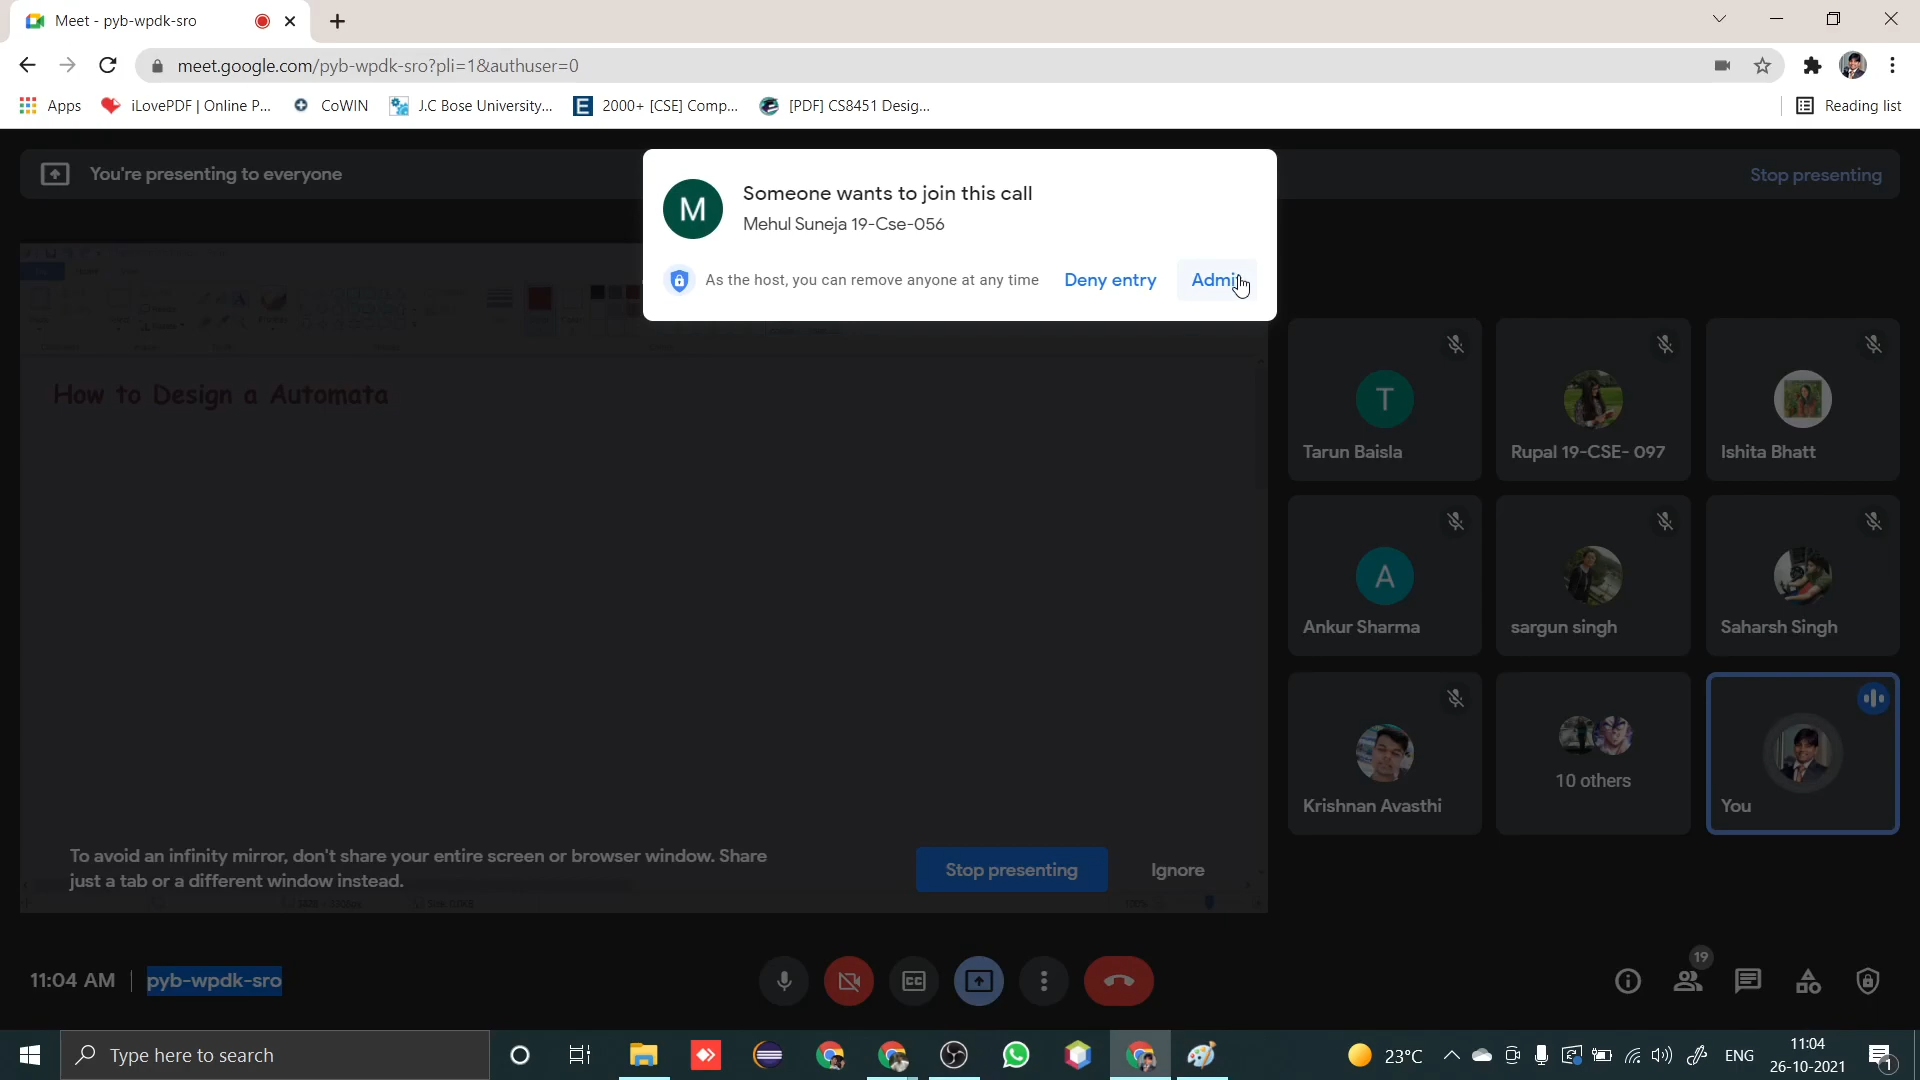 Meet - pyb-wpdk-sro
meet.google.com/pyb-wpdk-sro?pli=1&authuser=0
Apps
iLovePDF | Online P...
CoWIN
J.C Bose University...
2000+ [CSE] Comp...
[PDF] CS8451 Desig...
Reading list
You're presenting to everyone
Stop presenting
M
Someone wants to join this call
Mehul Suneja 19-Cse-056
As the host, you can remove anyone at any time
Deny entry
Admi
How to Design a Automata
T
Tarun Baisla
Rupal 19-CSE- 097
Ishita Bhatt
A
Ankur Sharma
sargun singh
Saharsh Singh
Krishnan Avasthi
10 others
You
To avoid an infinity mirror, don't share your entire screen or browser window. Share
just a tab or a different window instead.
Stop presenting
Ignore
11:04 AM | pyb-wpdk-sro
CC
19
Type here to search
23°C
ENG
11:04
26-10-2021
1